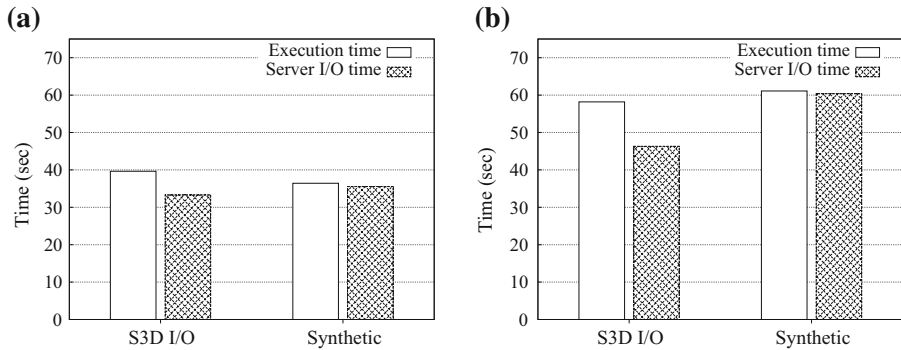 (a)
Time (sec)
70
60
50
40
30
20
10
0
Execution time
Server I/O time
S3D I/O
Synthetic
(b)
Time (sec)
70
60
50
40
30
20
10
0
Execution time
Server I/O time
S3D I/O
Synthetic